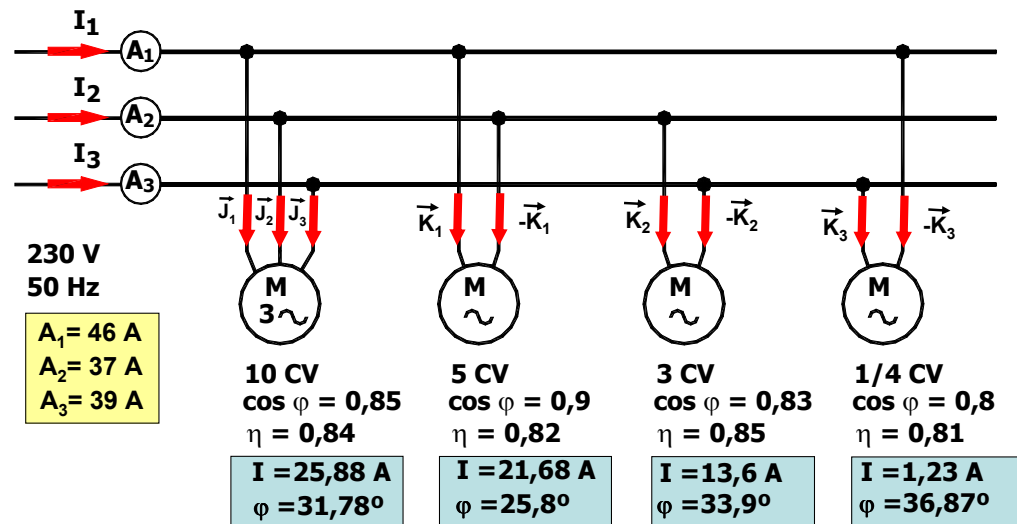 I1
A1
I2
A2
I3
A3
J1 J2 J3
K1 -K1
K2 -K2
K3 -K3
230 V
50 Hz
A1= 46 A
A2= 37 A
A3= 39 A
M
3
10 CV
cos φ = 0,85
η = 0,84
I =25,88 A
φ =31,78º
M
5 CV
cos φ = 0,9
η = 0,82
I =21,68 A
φ =25,8º
M
3 CV
cos φ = 0,83
η = 0,85
I =13,6 A
φ =33,9º
M
1/4 CV
cos φ = 0,8
η = 0,81
I =1,23 A
φ =36,87º